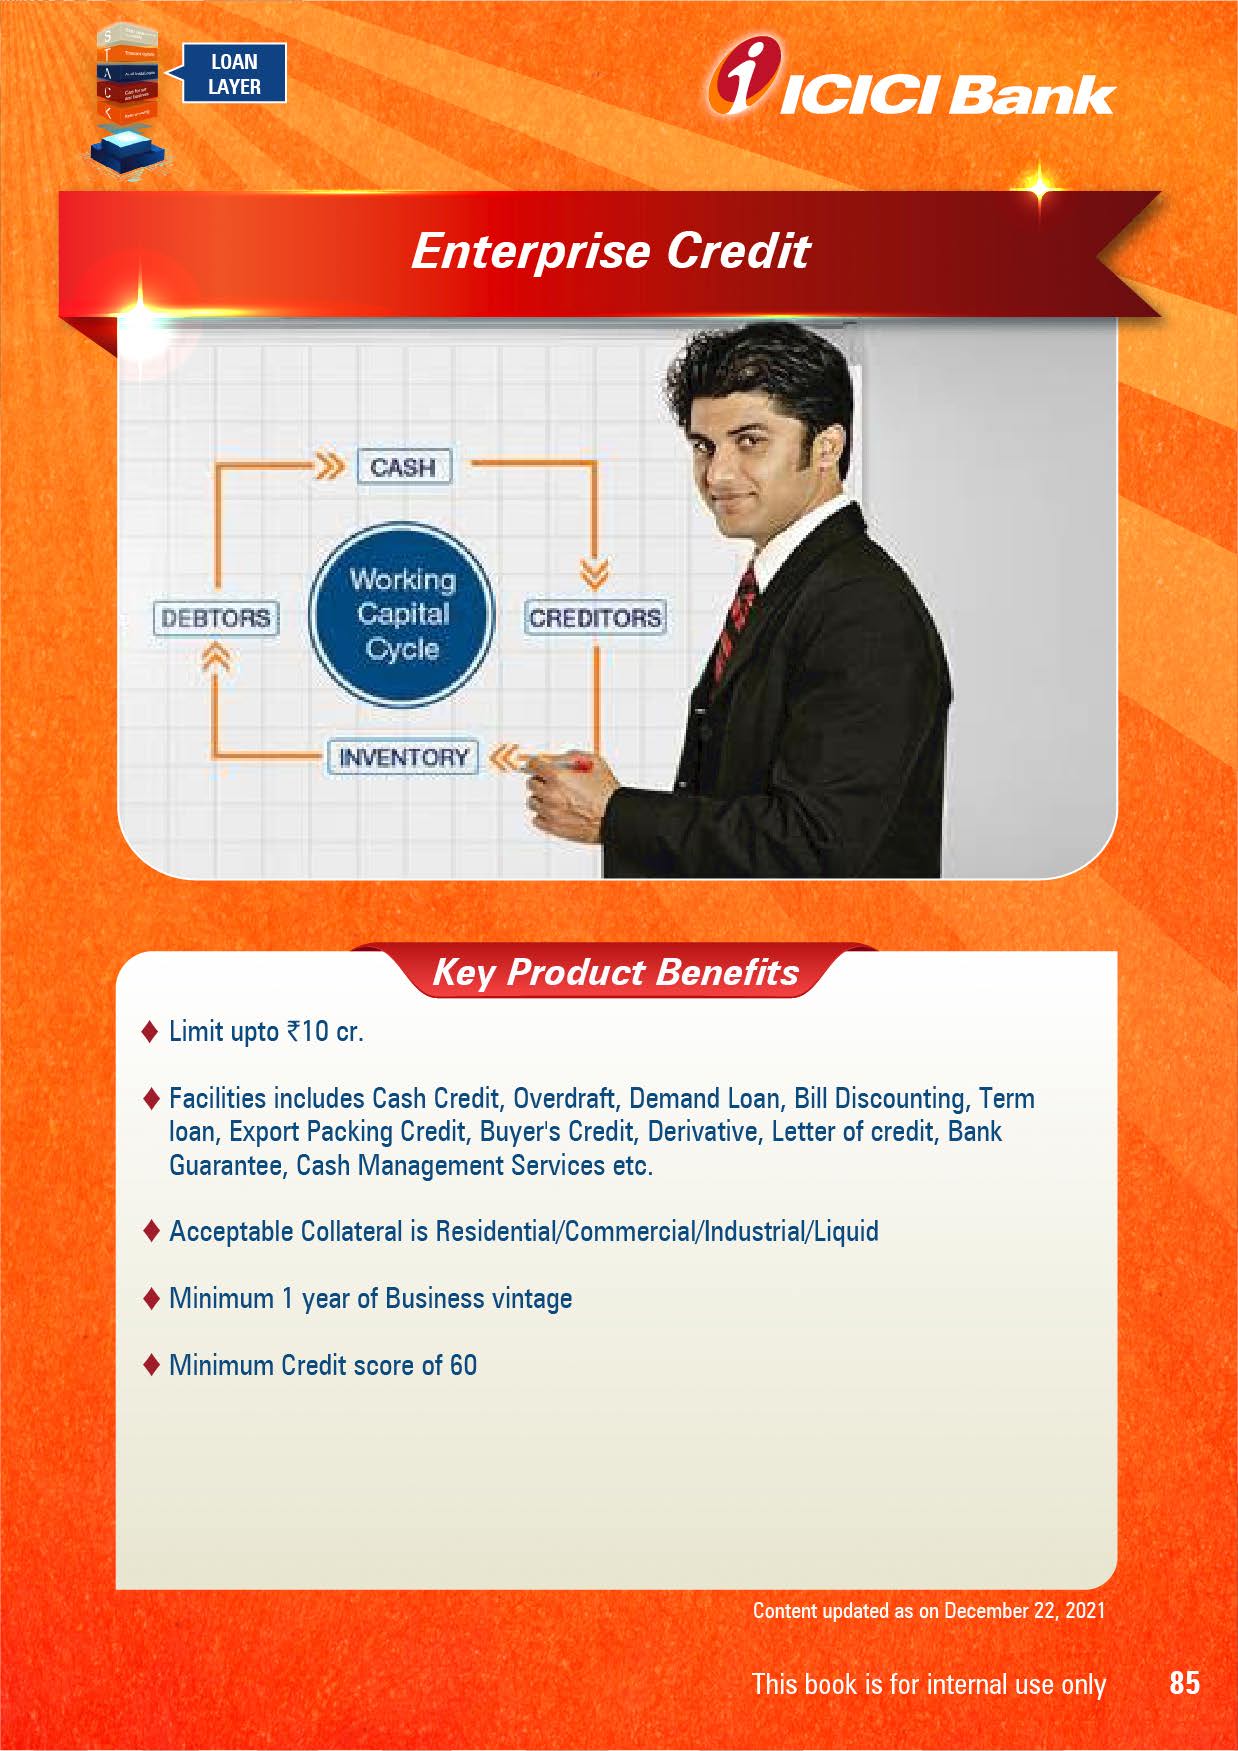 S
T
A
C
K
LOAN
LAYER
ICICI Bank
Enterprise Credit
CASH
DEBTORS
Working
Capital
Cycle
CREDITORS
INVENTORY
Key Product Benefits
Limit upto ₹10 cr.
Facilities includes Cash Credit, Overdraft, Demand Loan, Bill Discounting, Term
loan, Export Packing Credit, Buyer's Credit, Derivative, Letter of credit, Bank
Guarantee, Cash Management Services etc.
Acceptable Collateral is Residential/Commercial/Industrial/Liquid
Minimum 1 year of Business vintage
Minimum Credit score of 60
Content updated as on December 22, 2021
This book is for internal use only 85